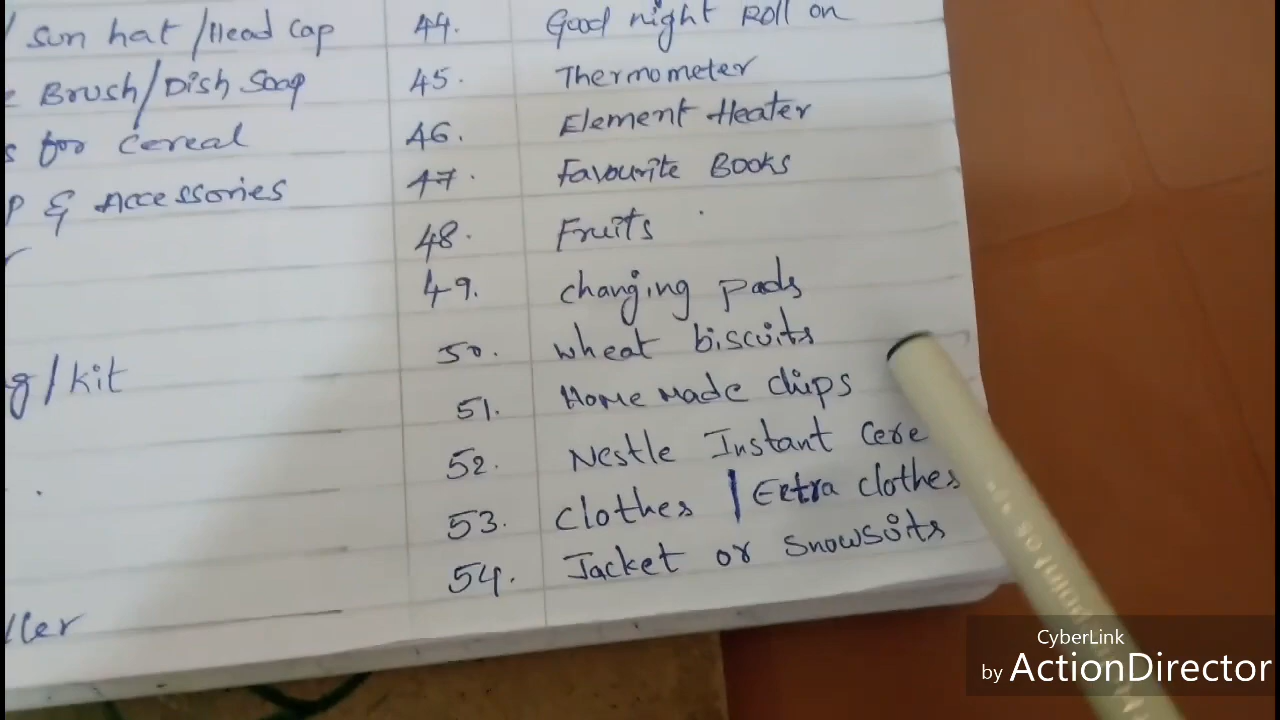 / sun hat /Head cap
44. Good night Roll on
Brush/Dish Soap
45. Thermometer
s for cereal
46. Element Heater
p & Accessories
47. Favourite Books
48. Fruits
49. changing pads
50. wheat biscuits
g/kit
51. Home made chips
52. Nestle Instant Cere
53. clothes / Extra clothes
54. Jacket or Snowsuits
ller
CyberLink
by ActionDirector